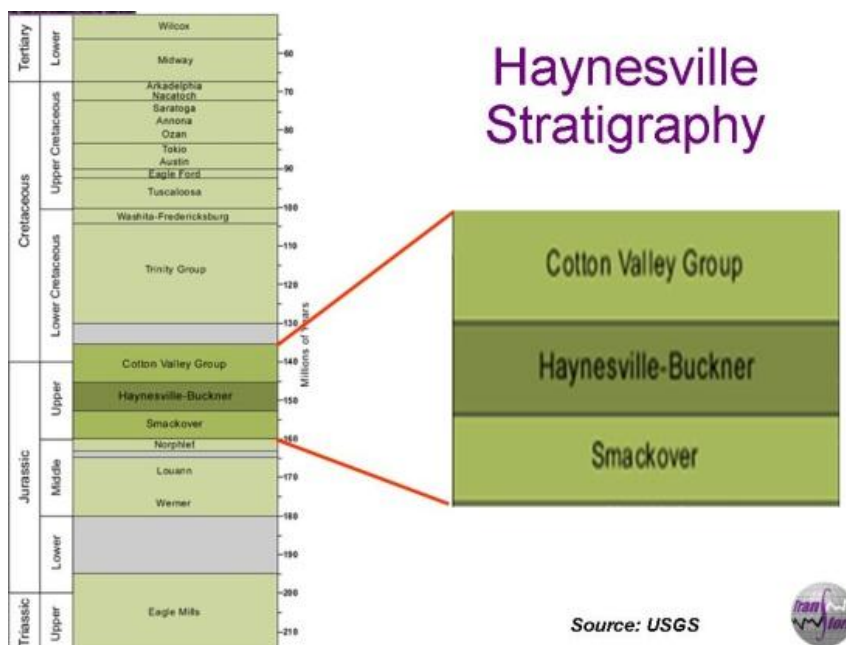 Haynesville
Stratigraphy
Tertiary
Lower
Wilcox
Midway
Cretaceous
Upper Cretaceous
Arkadelphia
Nacatoch
Saratoga
Annona
Ozan
Tokio
Austin
Eagle Ford
Tuscaloosa
Lower Cretaceous
Washita-Fredericksburg
Trinity Group
Jurassic
Upper
Cotton Valley Group
Haynesville-Buckner
Smackover
Middle
Norphlet
Louann
Werner
Lower
Triassic
Upper
Eagle Mills
60
70
80
90
100
110
120
130
140
150
160
170
180
190
200
210
Millions of Years
Cotton Valley Group
Haynesville-Buckner
Smackover
Source: USGS